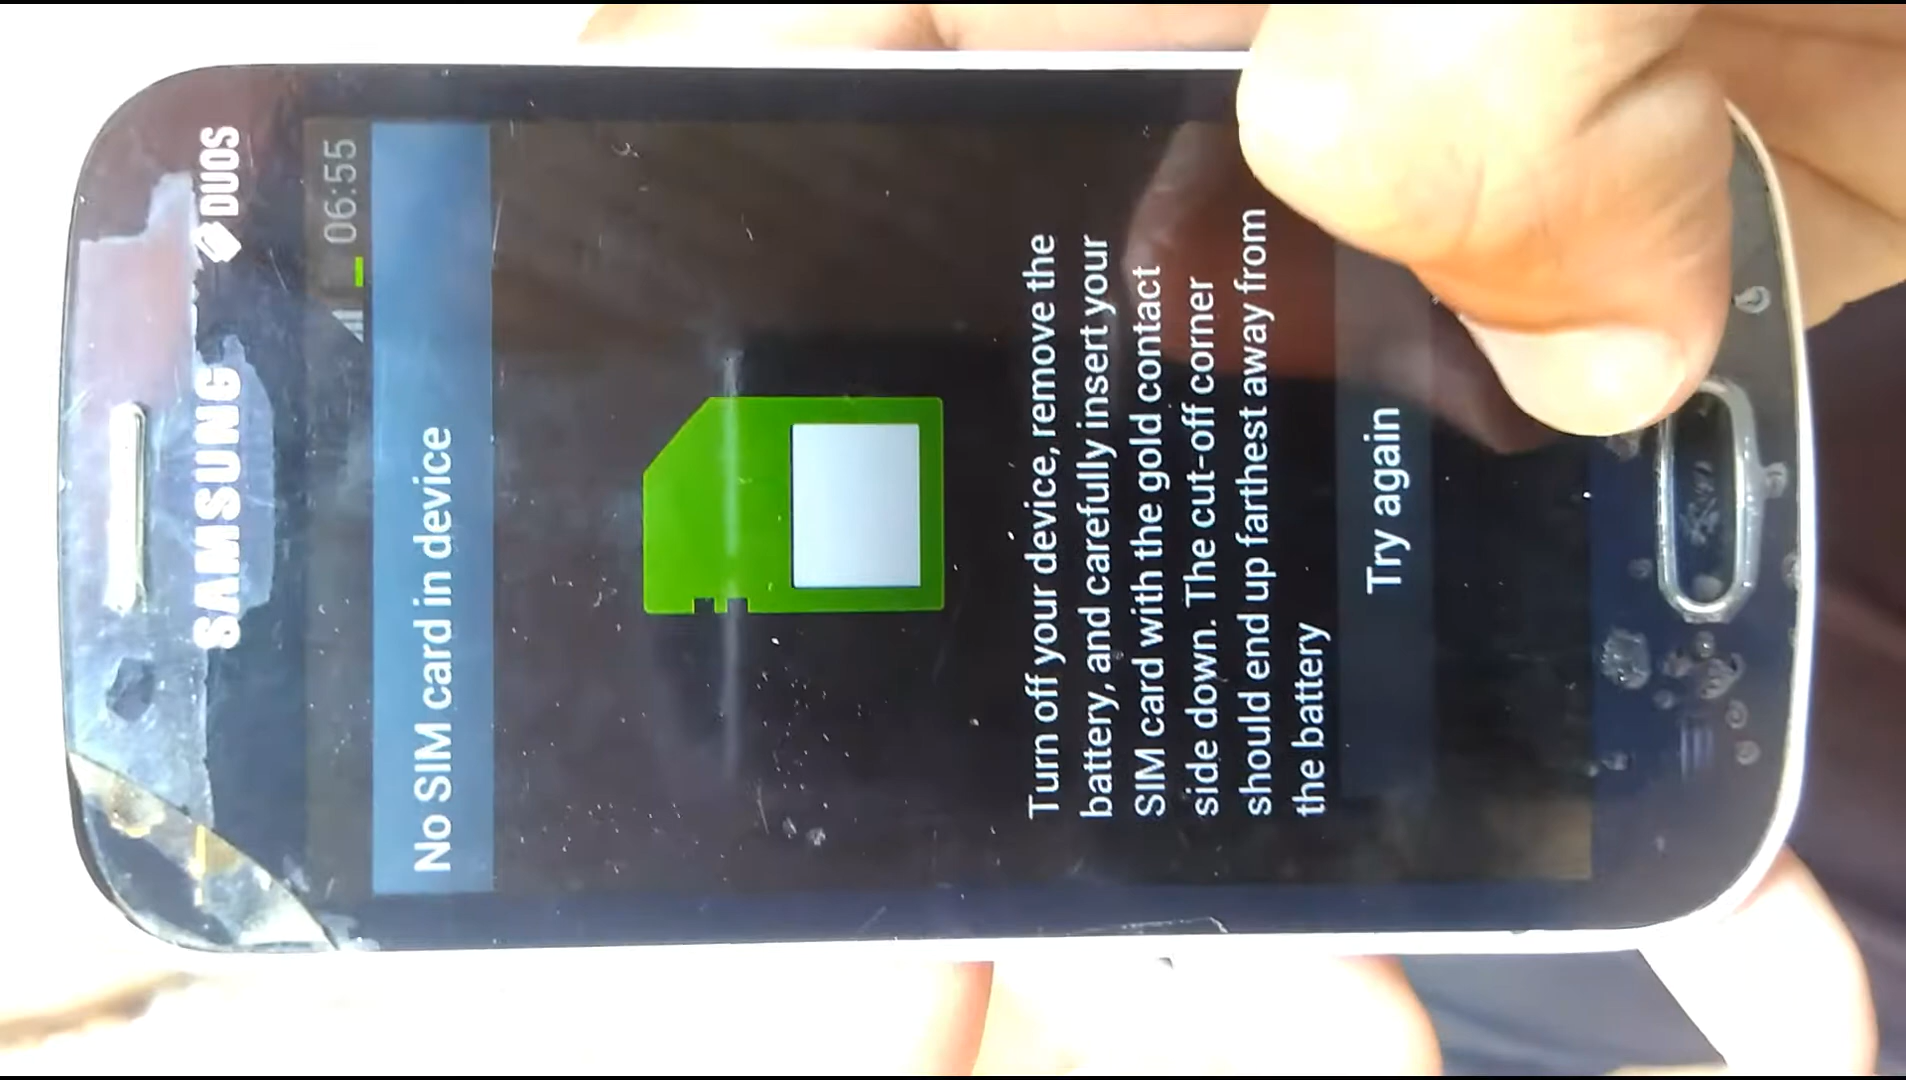 SAMSUNG DUOS
06:55
No SIM card in device
Turn off your device, remove the
battery, and carefully insert your
SIM card with the gold contact
side down. The cut-off corner
should end up farthest away from
the battery
Try again